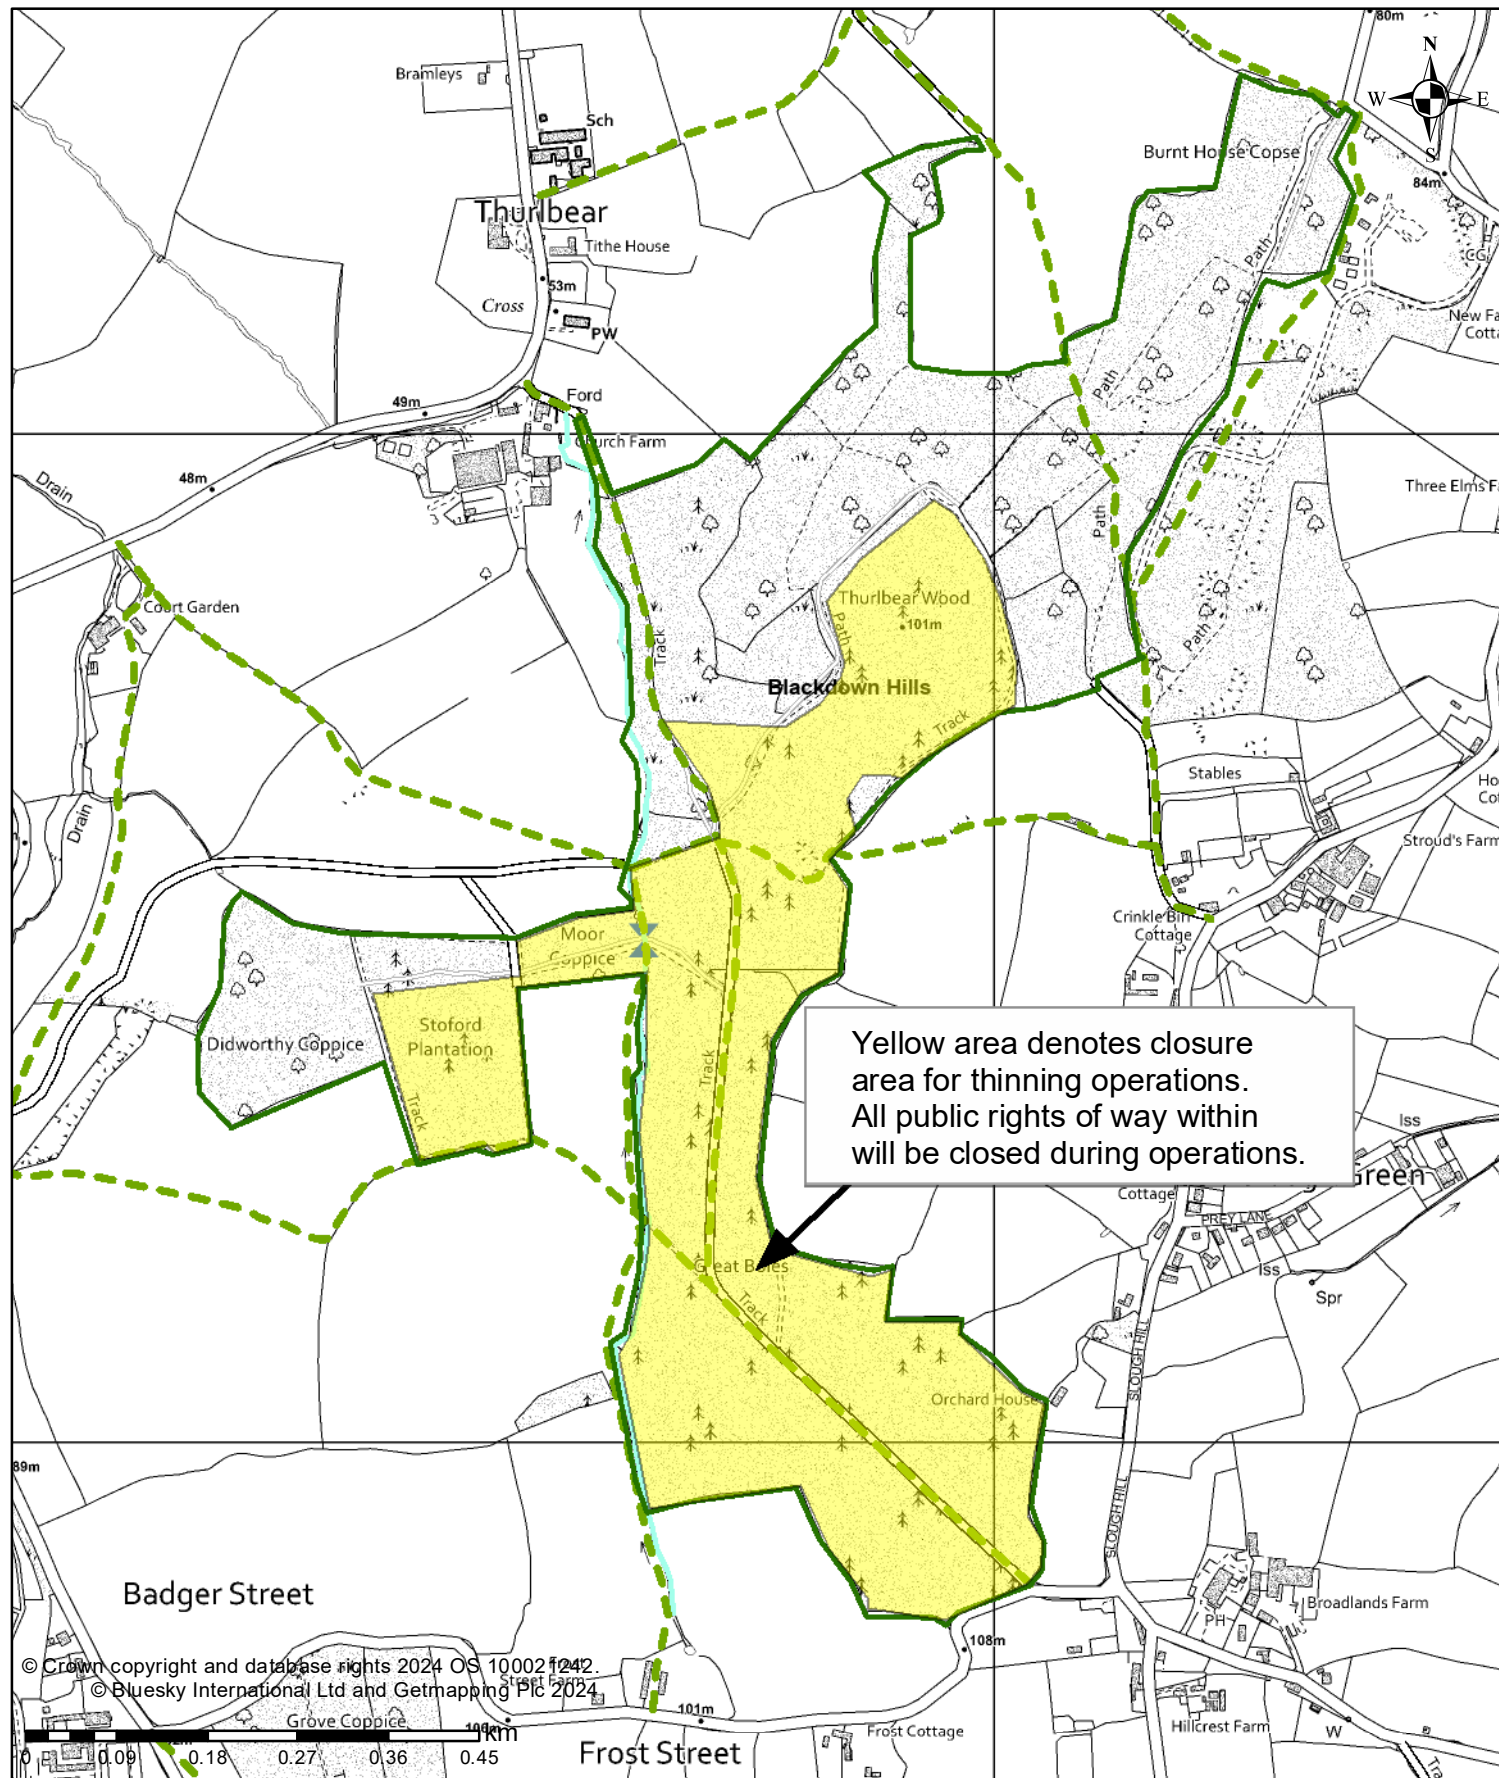 80m
N
W
E
S
Bramleys
Sch
Burnt House Copse
84m
Thurlbear
Tithe House
Path
CG
53m
Cross
PW
New Fa
Cotta
Path
Ford
49m
Church Farm
48m
Drain
Three Elms F
Path
Court Garden
Thurlbear Wood
101m
Path
Track
Path
Blackdown Hills
Track
Stables
Ho
Cot
Drain
Stroud's Farm
Moor
Coppice
Cottage
Stoford
Plantation
Didworthy Coppice
Track
Track
Yellow area denotes closure
area for thinning operations.
All public rights of way within
will be closed during operations.
Iss
Green
Cottage
PREY LANE
Iss
Great Boles
Spr
Track
SLOUGH HILL
Orchard House
89m
SLOUGH HILL
Badger Street
Broadlands Farm
PH
108m
© Crown copyright and database rights 2024 OS 100021242.
Street Farm
© Bluesky International Ltd and Getmapping Plc 2024.
101m
Grove Coppice
km
Frost Cottage
Hillcrest Farm
W
Frost Street
0 0.09 0.18 0.27 0.36 0.45